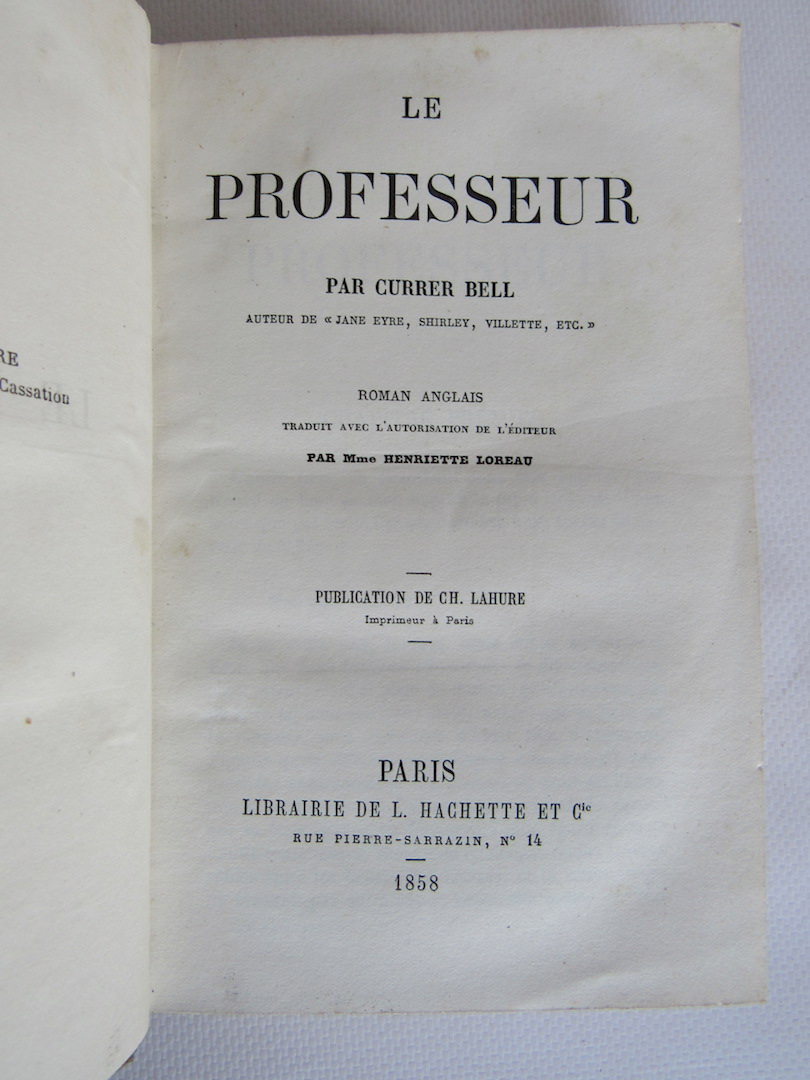 RE
Cassation
LE
PROFESSEUR
PAR CURRER BELL
AUTEUR DE « JANE EYRE, SHIRLEY, VILLETTE, ETC. »
ROMAN ANGLAIS
TRADUIT AVEC L'AUTORISATION DE L'ÉDITEUR
PAR Mme HENRIETTE LOREAU
PUBLICATION DE CH. LAHURE
Imprimeur à Paris
PARIS
LIBRAIRIE DE L. HACHETTE ET Cie
RUE PIERRE-SARRAZIN, No 14
1858